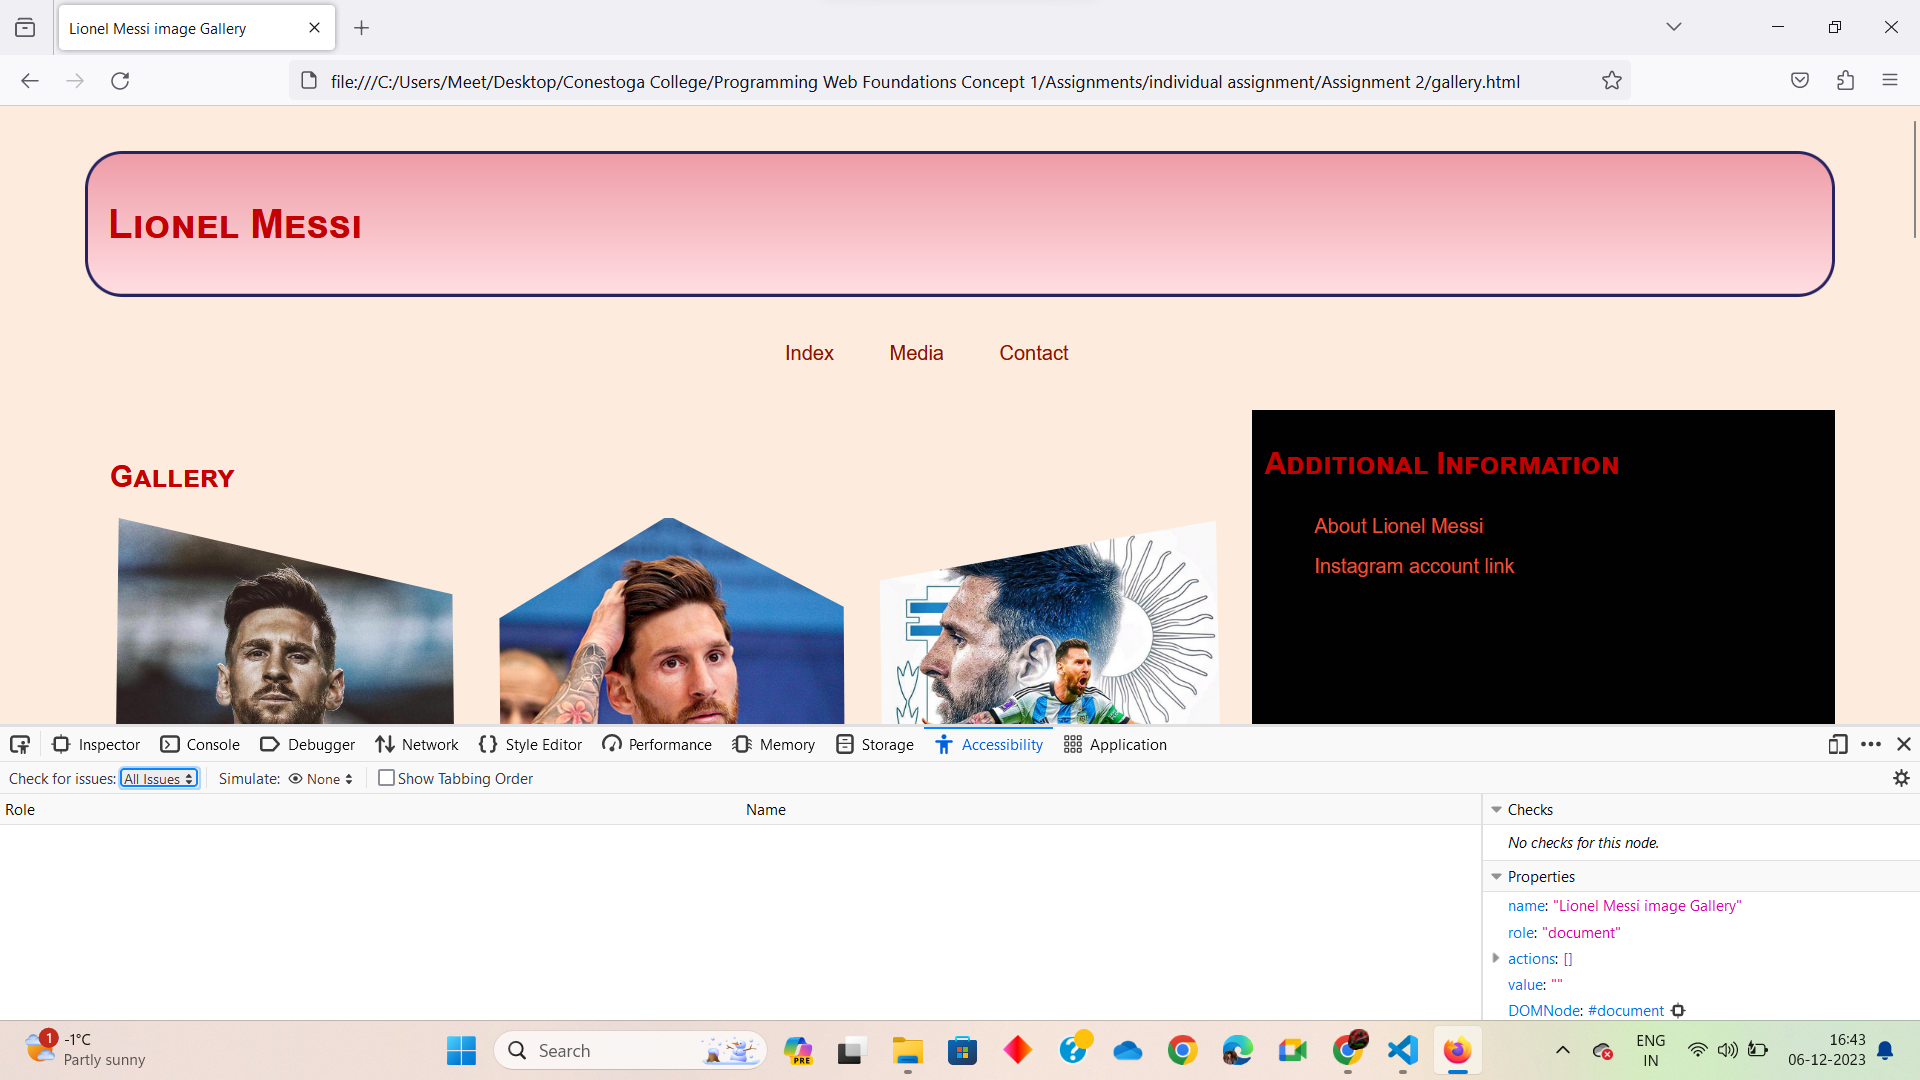 Lionel Messi image Gallery
file:///C:/Users/Meet/Desktop/Conestoga College/Programming Web Foundations Concept 1/Assignments/individual assignment/Assignment 2/gallery.html
Lionel Messi
Index Media Contact
Gallery
Additional Information
About Lionel Messi
Instagram account link
Inspector Console Debugger Network Style Editor Performance Memory Storage Accessibility Application
Check for issues: All Issues Simulate: None Show Tabbing Order
Role Name
Checks
No checks for this node.
Properties
name: "Lionel Messi image Gallery"
role: "document"
actions: []
value: ""
DOMNode: #document
1
-1°C
Partly sunny
Search
PRE
ENG
IN
16:43
06-12-2023